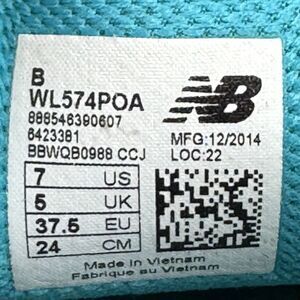 B
WL574POA
888546390607
6423381
BBWQB0988 CCJ
NB
MFG:12/2014
LOC:22
7 US
5 UK
37.5 EU
24 CM
Made in Vietnam
Fabrique au Vietnam